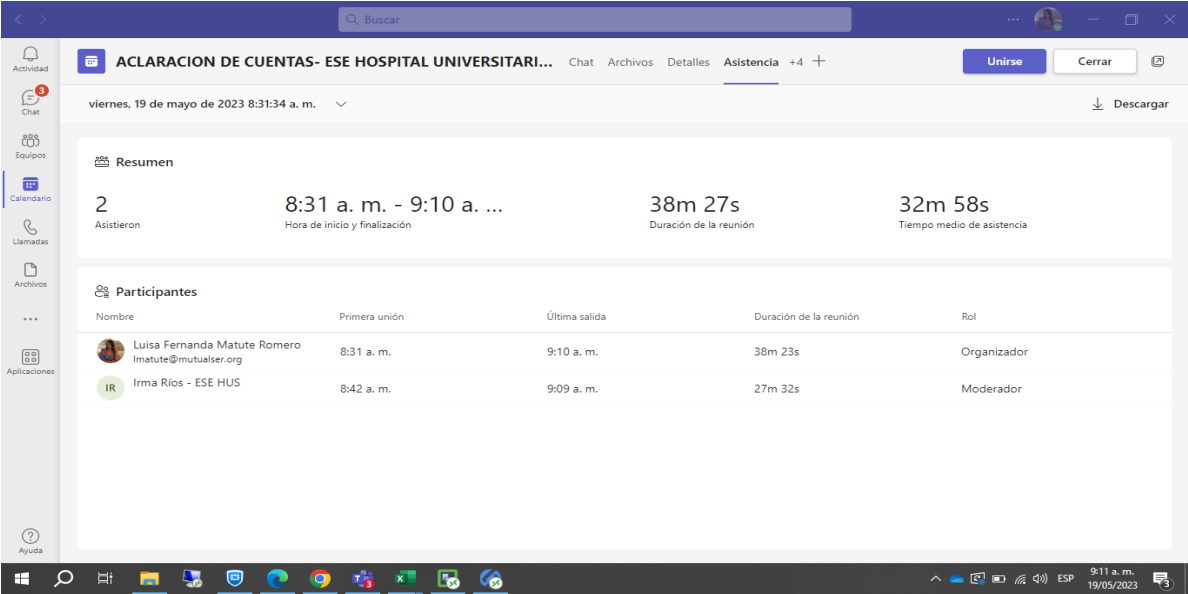 Buscar
Actividad
3
Chat
Equipos
Calendario
Llamadas
Archivos
Aplicaciones
Ayuda
ACLARACION DE CUENTAS- ESE HOSPITAL UNIVERSITARI... Chat Archivos Detalles Asistencia +4 Unirse Cerrar
viernes, 19 de mayo de 2023 8:31:34 a. m. Descargar
Resumen
2 8:31 a. m. - 9:10 a. ... 38m 27s 32m 58s
Asistieron Hora de inicio y finalización Duración de la reunión Tiempo medio de asistencia
Participantes
Nombre Primera unión Última salida Duración de la reunión Rol
Luisa Fernanda Matute Romero 8:31 a. m. 9:10 a. m. 38m 23s Organizador
lmatute@mutualser.org
IR Irma Ríos - ESE HUS 8:42 a. m. 9:09 a. m. 27m 32s Moderador
3 ESP 9:11 a. m.
19/05/2023 3